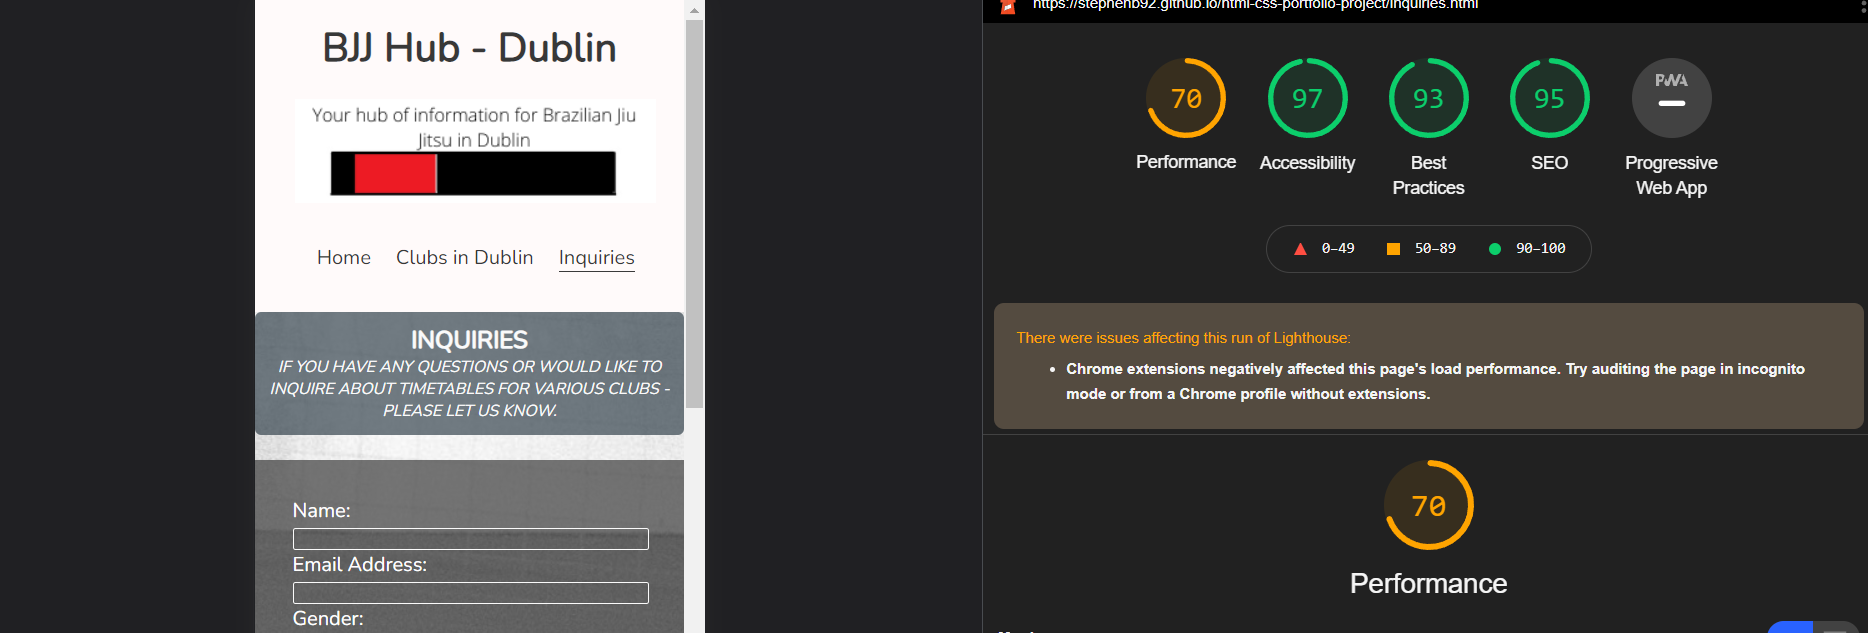 BJJ Hub - Dublin
Your hub of information for Brazilian Jiu
Jitsu in Dublin
Home Clubs in Dublin Inquiries
INQUIRIES
IF YOU HAVE ANY QUESTIONS OR WOULD LIKE TO
INQUIRE ABOUT TIMETABLES FOR VARIOUS CLUBS -
PLEASE LET US KNOW.
Name:
Email Address:
Gender:
https://stephenb92.github.io/html-css-portfolio-project/inquiries.html
70 97 93 95 PWA
Performance Accessibility Best
Practices SEO Progressive
Web App
0–49 50–89 90–100
There were issues affecting this run of Lighthouse:
Chrome extensions negatively affected this page's load performance. Try auditing the page in incognito
mode or from a Chrome profile without extensions.
70
Performance